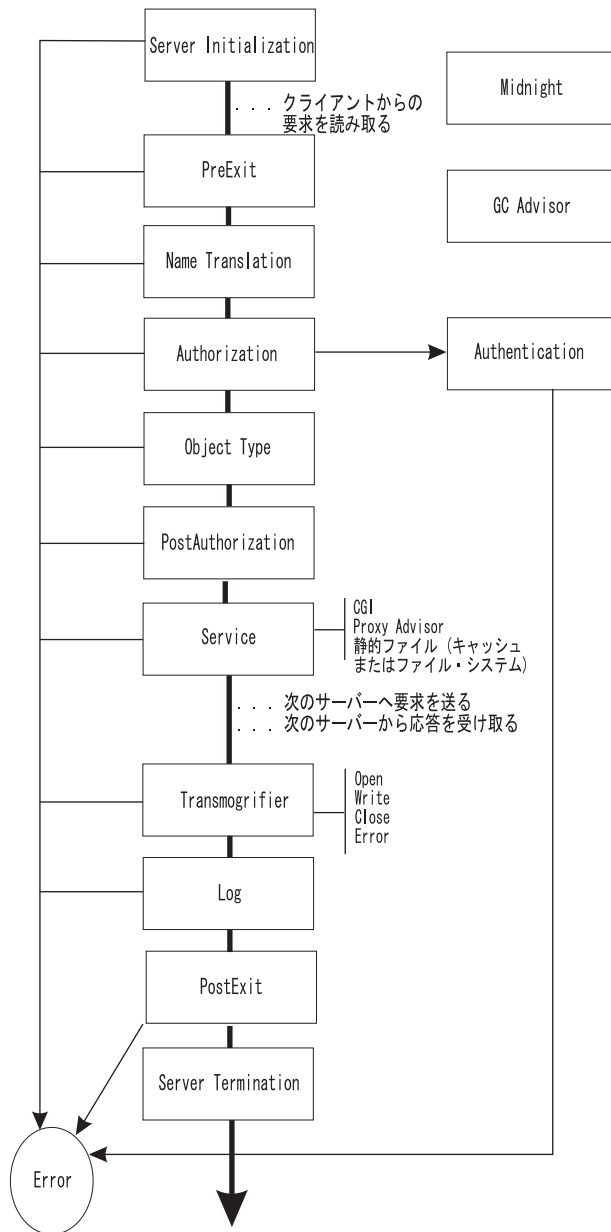 Server Initialization
Midnight
. . . クライアントからの
要求を読み取る
PreExit
GC Advisor
Name Translation
Authorization
Authentication
Object Type
PostAuthorization
Service
CGI
Proxy Advisor
静的ファイル（キャッシュ
またはファイル・システム）
. . . 次のサーバーへ要求を送る
. . . 次のサーバーから応答を受け取る
Transmogrifier
Open
Write
Close
Error
Log
PostExit
Server Termination
Error